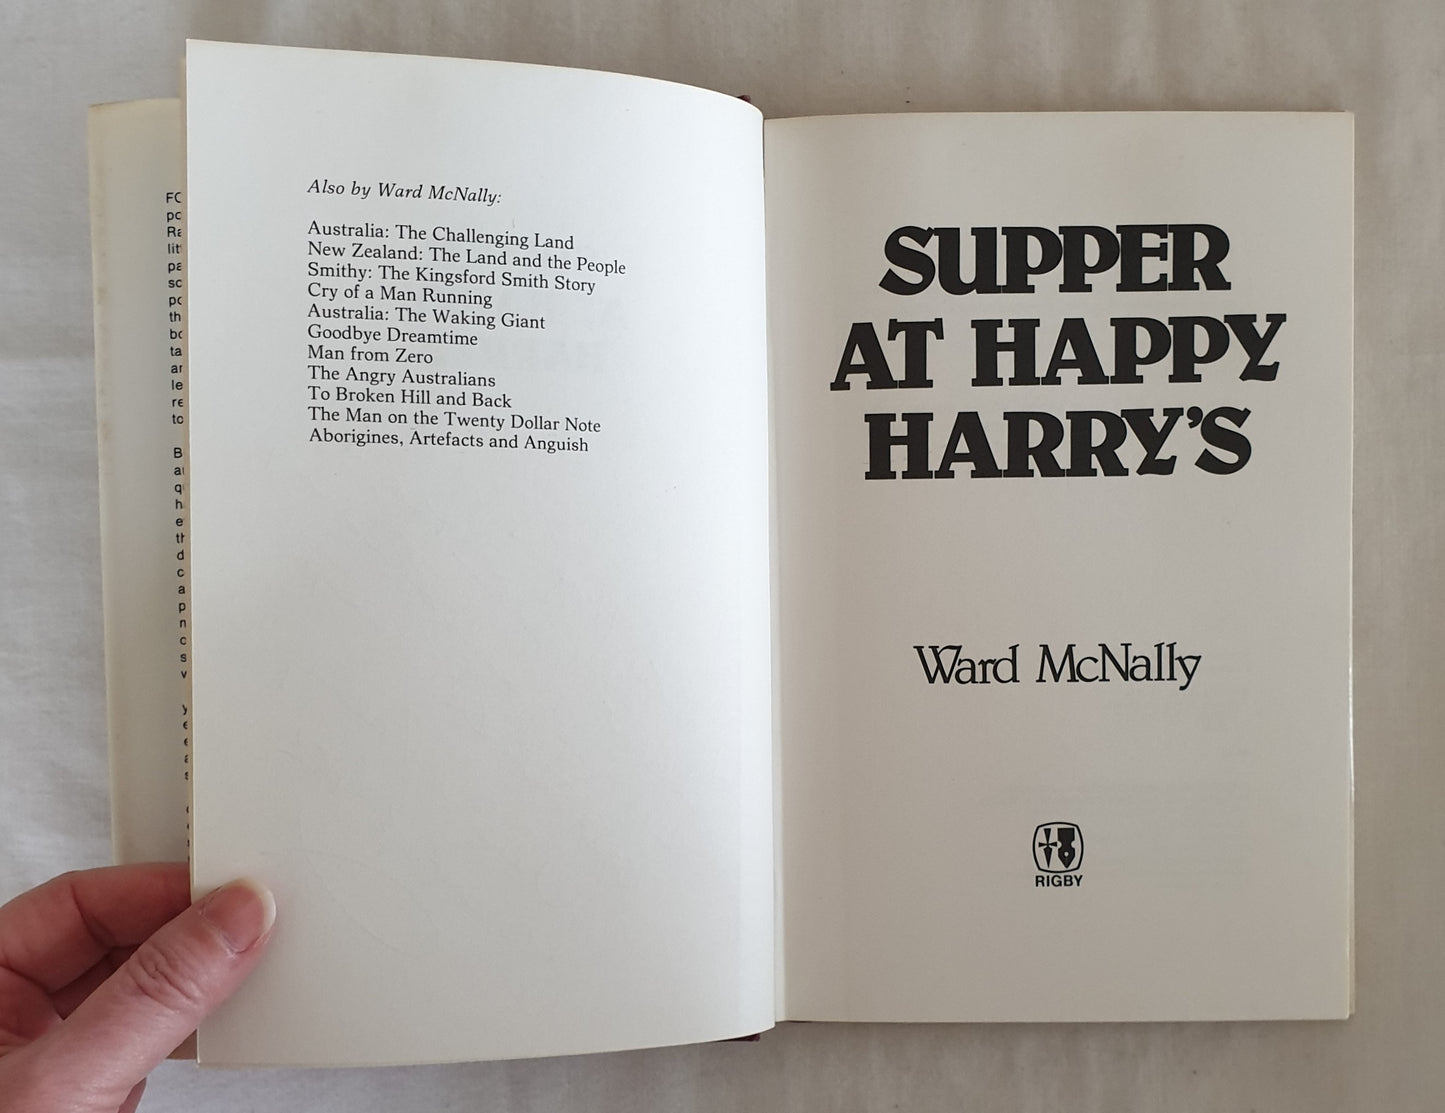 Also by Ward McNally:
Australia: The Challenging Land
New Zealand: The Land and the People
Smithy: The Kingsford Smith Story
Cry of a Man Running
Australia: The Waking Giant
Goodbye Dreamtime
Man from Zero
The Angry Australians
To Broken Hill and Back
The Man on the Twenty Dollar Note
Aborigines, Artefacts and Anguish
SUPPER
AT HAPPY
HARRY'S
Ward McNally
RIGBY